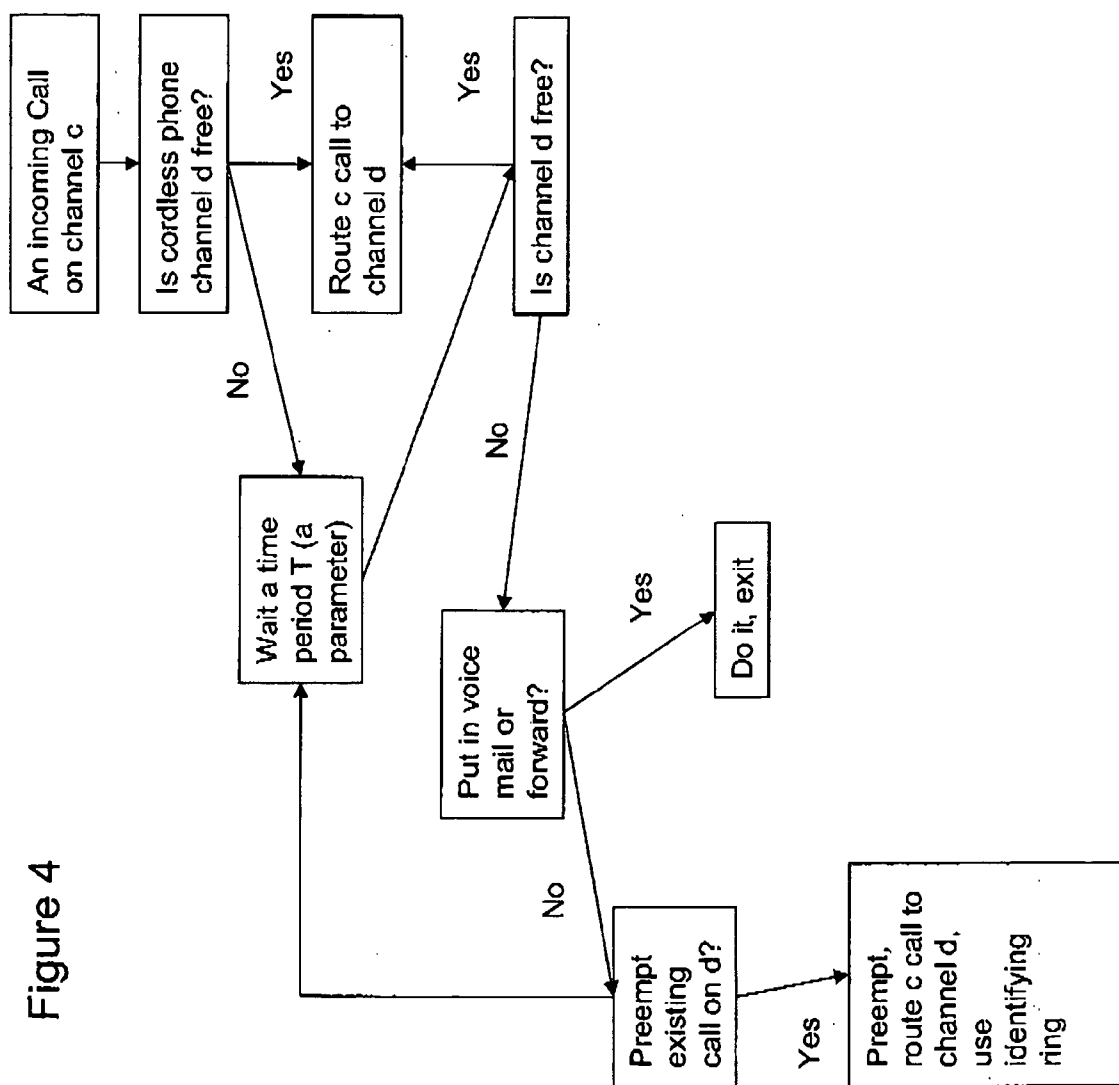 Figure 4
An incoming Call
on channel c
Is cordless phone
channel d free?
Yes
No
Route c call to
channel d
Wait a time
period T (a
parameter)
Yes
Is channel d free?
No
Put in voice
mail or
forward?
Yes
Do it, exit
No
Preempt
existing
call on d?
Yes
Preempt,
route c call to
channel d,
use
identifying
ring